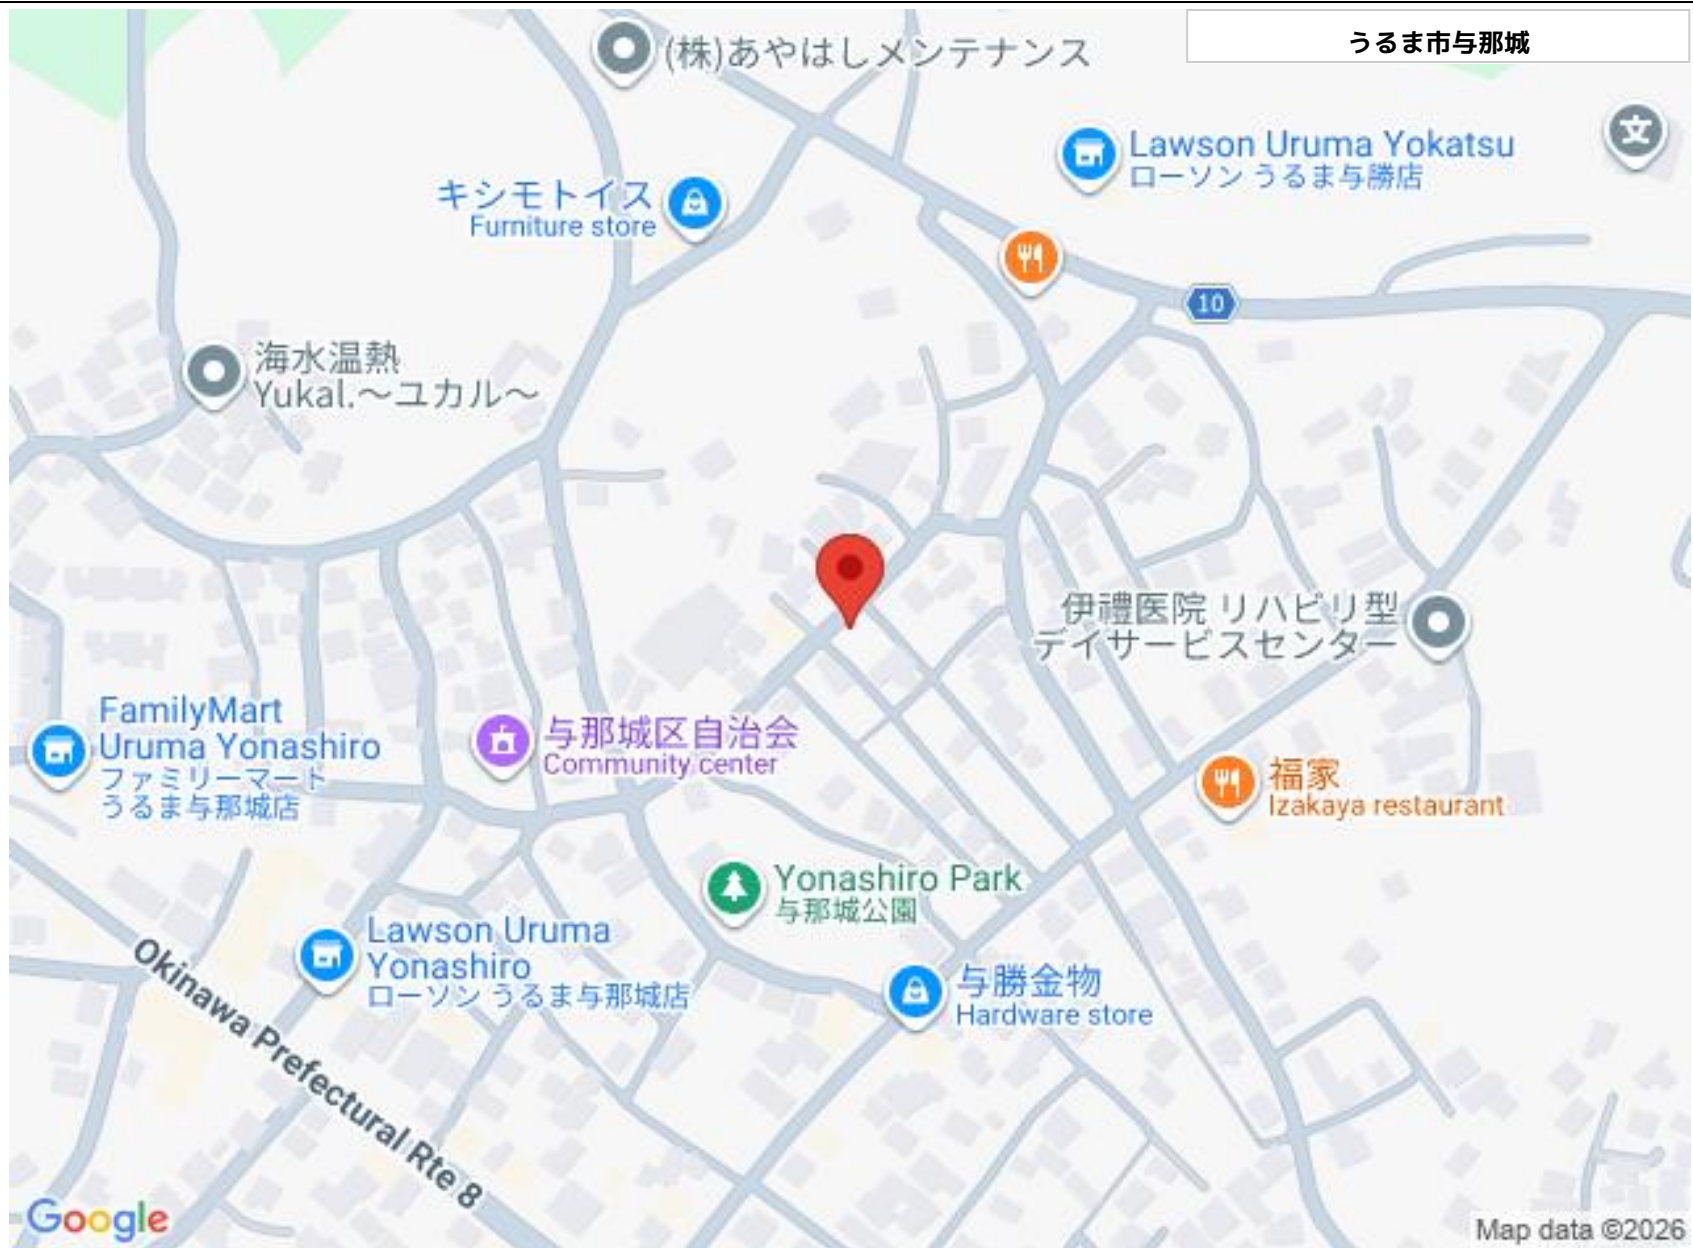 うるま市与那城
(株)あやはしメンテナンス
Lawson Uruma Yokatsu
ローソン うるま与勝店
文
キシモトイス
Furniture store
10
海水温熱
Yukal.〜ユカル〜
伊禮医院 リハビリ型
デイサービスセンター
FamilyMart
Uruma Yonashiro
ファミリーマート
うるま与那城店
与那城区自治会
Community center
福家
Izakaya restaurant
Yonashiro Park
与那城公園
Lawson Uruma
Yonashiro
ローソン うるま与那城店
与勝金物
Hardware store
Okinawa Prefectural Rte 8
Google
Map data ©2026